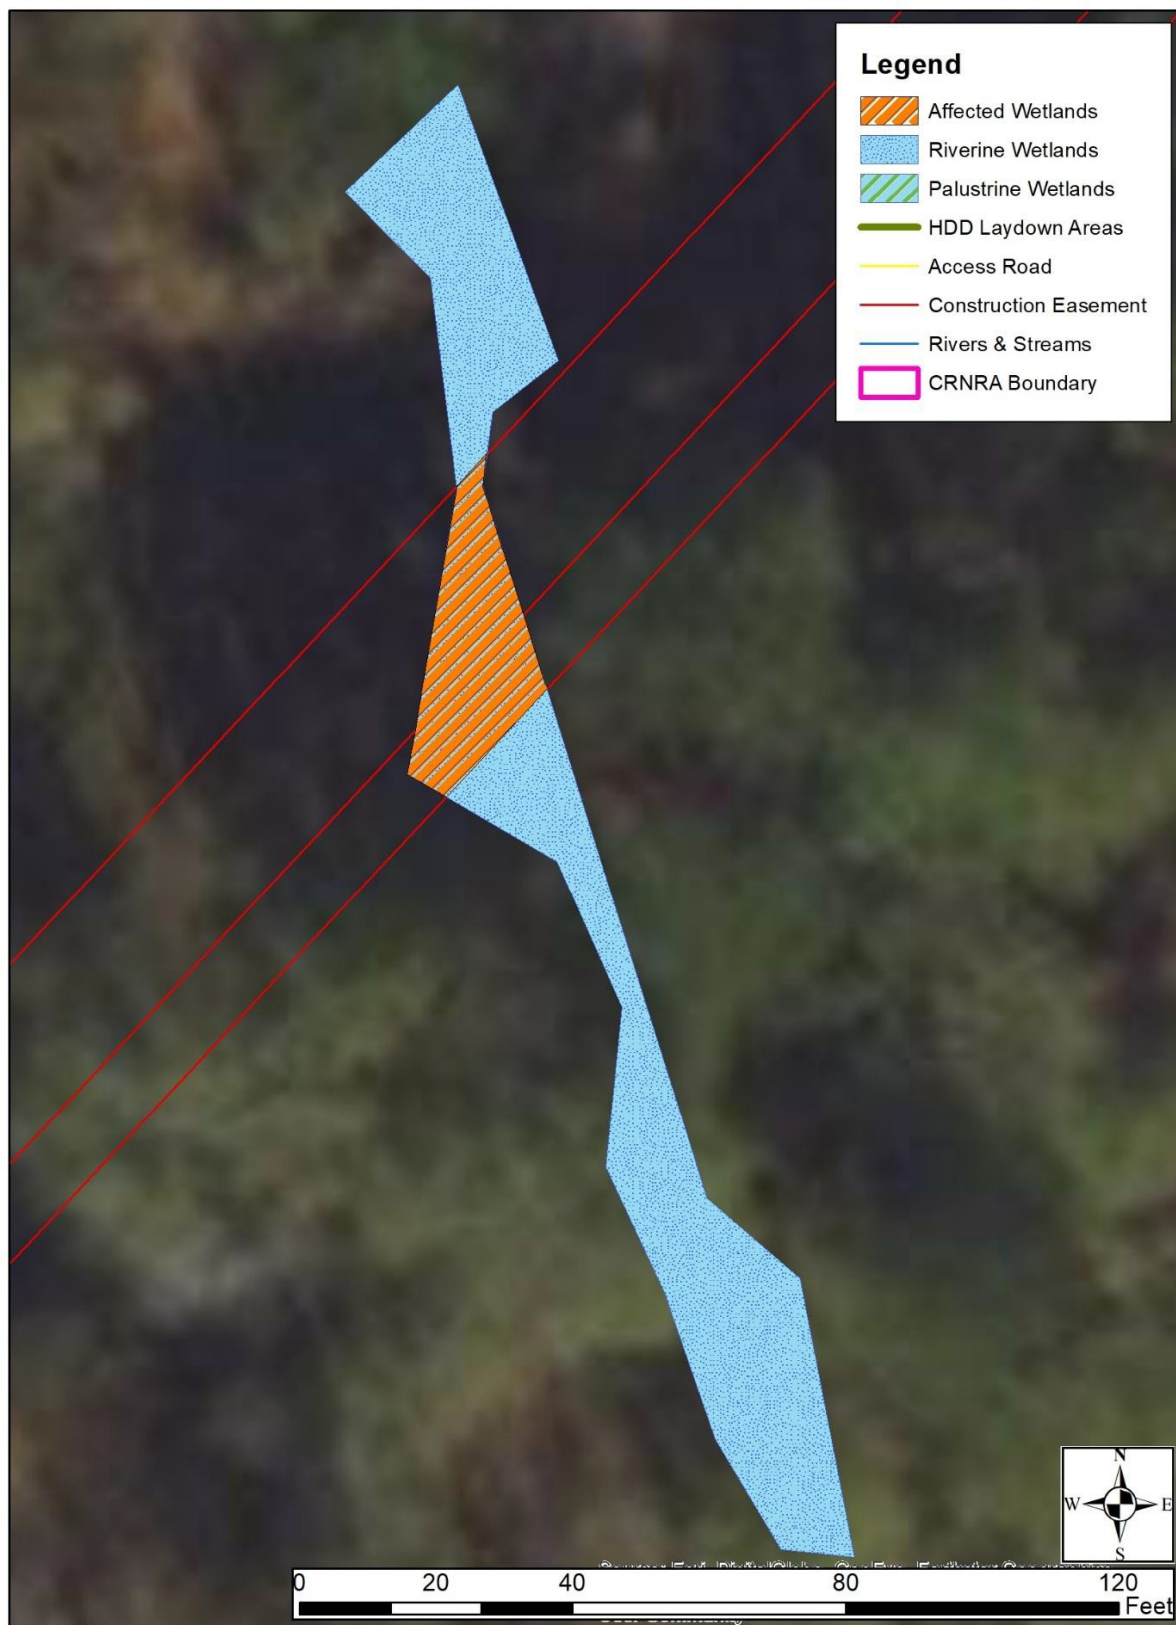 Legend
Affected Wetlands
Riverine Wetlands
Palustrine Wetlands
HDD Laydown Areas
Access Road
Construction Easement
Rivers & Streams
CRNRA Boundary
N
W E
S
0 20 40 80 120
Feet